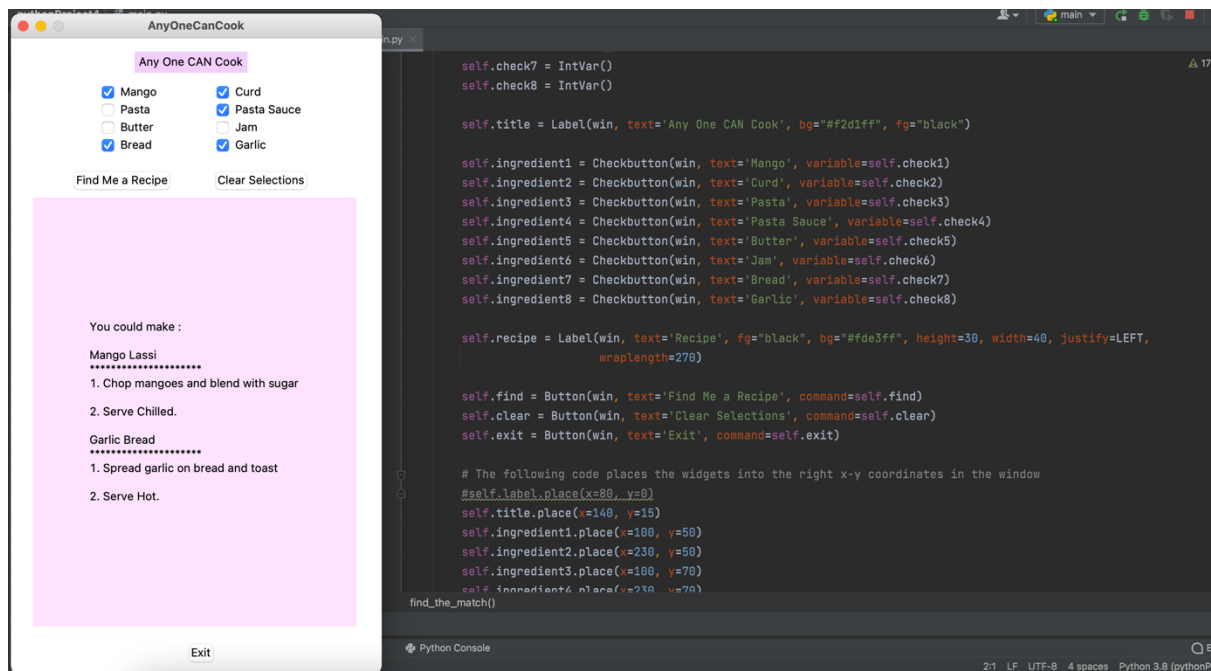 AnyOneCanCook
Any One CAN Cook
Mango Curd
Pasta Pasta Sauce
Butter Jam
Bread Garlic
Find Me a Recipe Clear Selections
You could make :
Mango Lassi
*********************
1. Chop mangoes and blend with sugar
2. Serve Chilled.
Garlic Bread
*********************
1. Spread garlic on bread and toast
2. Serve Hot.
Exit
main
17
self.check7 = IntVar()
self.check8 = IntVar()
self.title = Label(win, text='Any One CAN Cook', bg="#f2d1ff", fg="black")
self.ingredient1 = Checkbutton(win, text='Mango', variable=self.check1)
self.ingredient2 = Checkbutton(win, text='Curd', variable=self.check2)
self.ingredient3 = Checkbutton(win, text='Pasta', variable=self.check3)
self.ingredient4 = Checkbutton(win, text='Pasta Sauce', variable=self.check4)
self.ingredient5 = Checkbutton(win, text='Butter', variable=self.check5)
self.ingredient6 = Checkbutton(win, text='Jam', variable=self.check6)
self.ingredient7 = Checkbutton(win, text='Bread', variable=self.check7)
self.ingredient8 = Checkbutton(win, text='Garlic', variable=self.check8)
self.recipe = Label(win, text='Recipe', fg="black", bg="#fde3ff", height=30, width=40, justify=LEFT,
wraplength=270)
self.find = Button(win, text='Find Me a Recipe', command=self.find)
self.clear = Button(win, text='Clear Selections', command=self.clear)
self.exit = Button(win, text='Exit', command=self.exit)
# The following code places the widgets into the right x-y coordinates in the window
#self.label.place(x=80, y=0)
self.title.place(x=140, y=15)
self.ingredient1.place(x=100, y=50)
self.ingredient2.place(x=230, y=50)
self.ingredient3.place(x=100, y=70)
self.ingredient4.place(x=230, y=70)
find_the_match()
Python Console
2:1 LF UTF-8 4 spaces Python 3.8